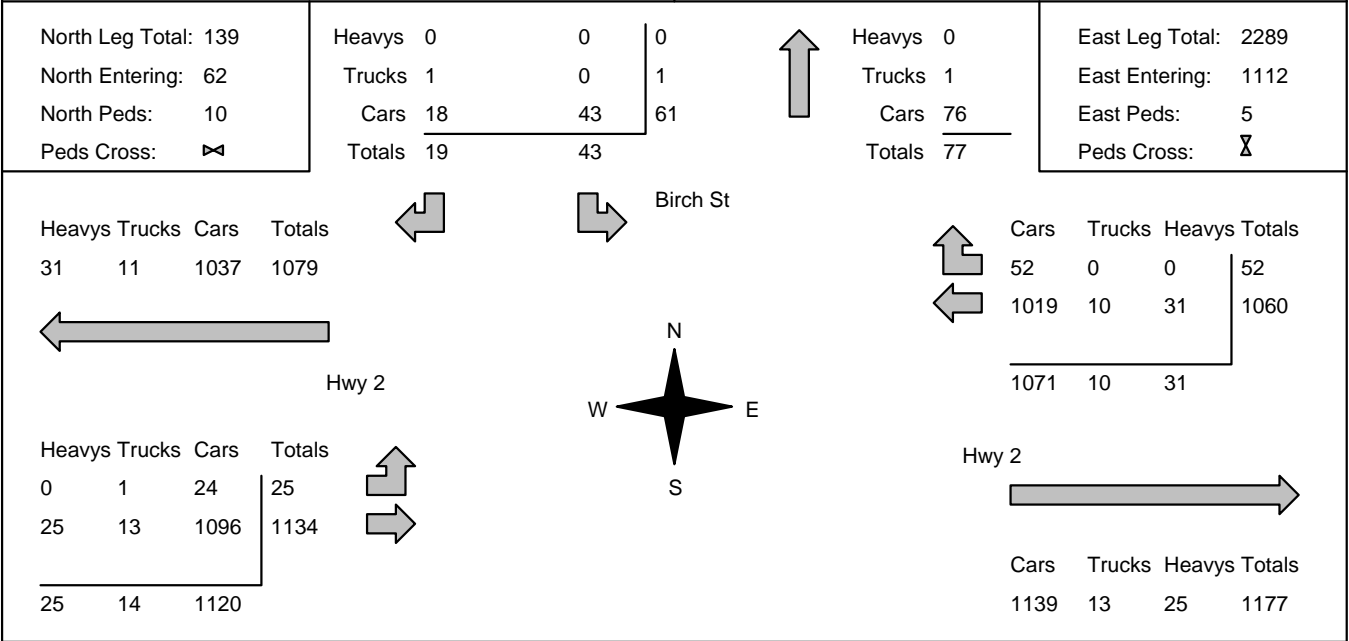 North Leg Total: 139
North Entering: 62
North Peds: 10
Peds Cross:
Heavys 0 0 0
Trucks 1 0 1
Cars 18 43 61
Totals 19 43
Heavys 0
Trucks 1
Cars 76
Totals 77
East Leg Total: 2289
East Entering: 1112
East Peds: 5
Peds Cross:
Birch St
Heavys Trucks Cars Totals
31 11 1037 1079
Cars Trucks Heavys Totals
52 0 0 52
1019 10 31 1060
1071 10 31
Hwy 2
N
W E
S
Heavys Trucks Cars Totals
0 1 24 25
25 13 1096 1134
25 14 1120
Hwy 2
Cars Trucks Heavys Totals
1139 13 25 1177